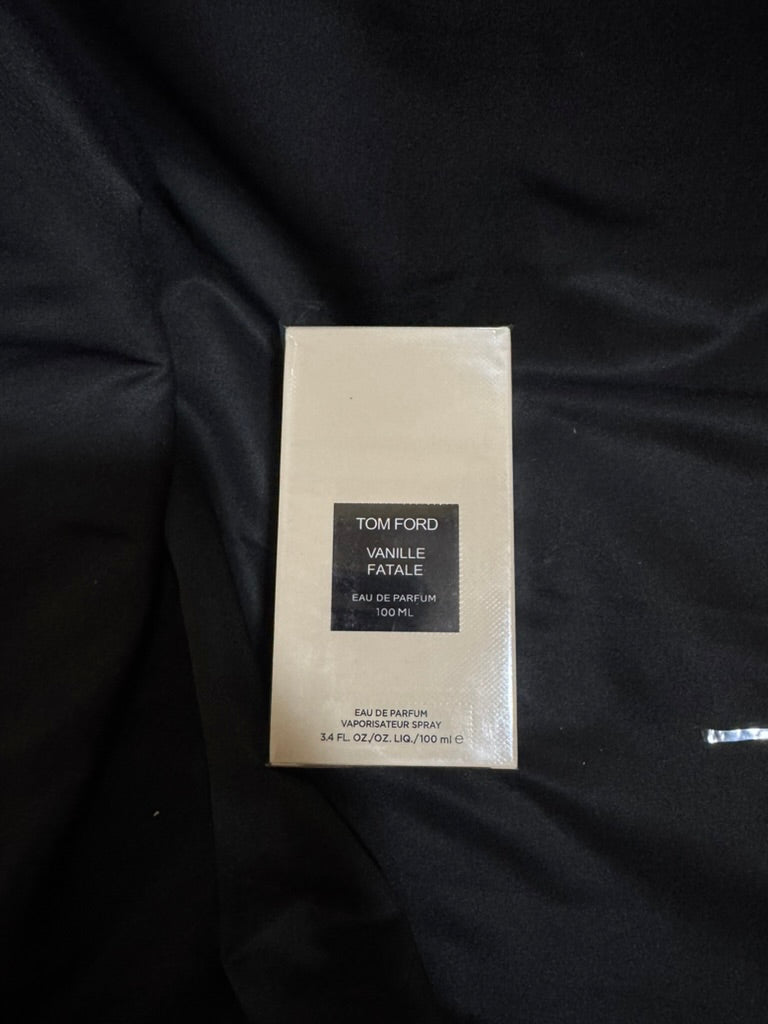 TOM FORD
VANILLE
FATALE
EAU DE PARFUM
100 ML
EAU DE PARFUM
VAPORISATEUR SPRAY
3.4 FL. OZ./OZ. LIQ./100 ml ℮